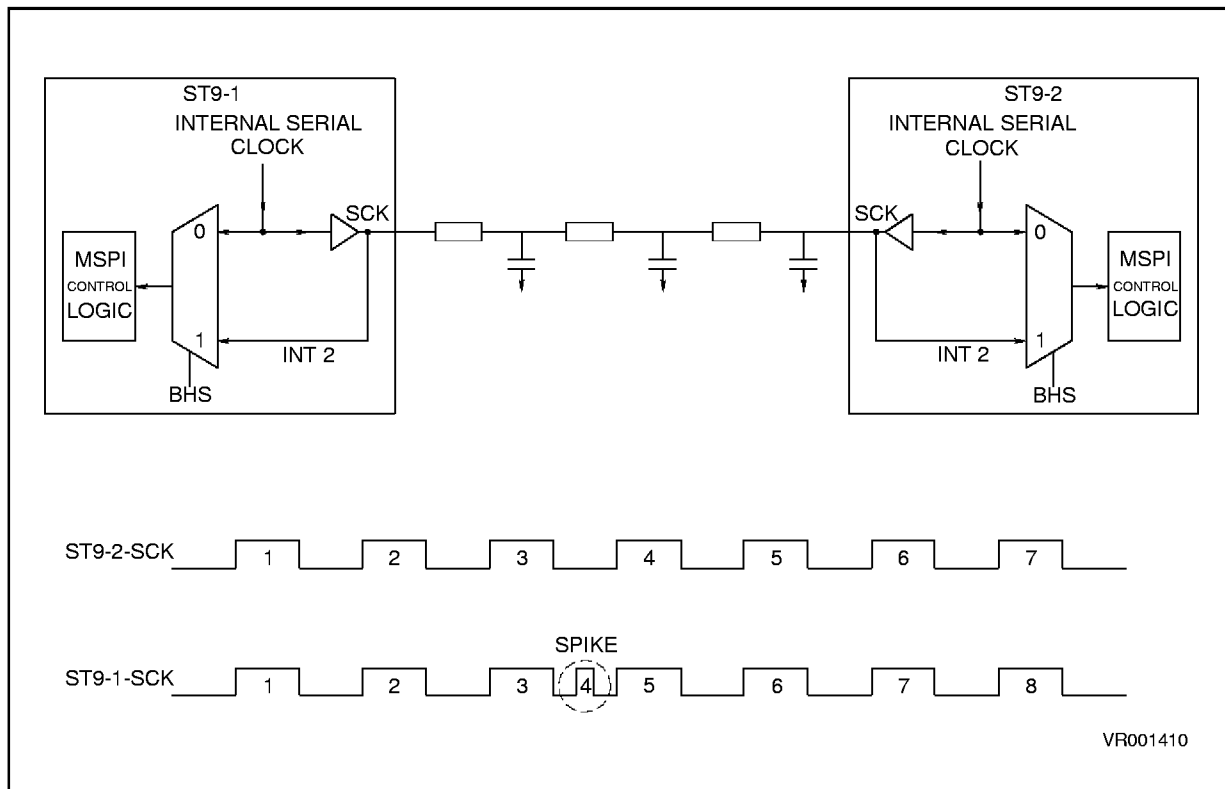 ST9-1
INTERNAL SERIAL
CLOCK
SCK
0
MSPI
CONTROL
LOGIC
1
INT 2
BHS
ST9-2
INTERNAL SERIAL
CLOCK
SCK
0
MSPI
CONTROL
LOGIC
1
INT 2
BHS
ST9-2-SCK 1 2 3 4 5 6 7
SPIKE
ST9-1-SCK 1 2 3 4 5 6 7 8
VR001410